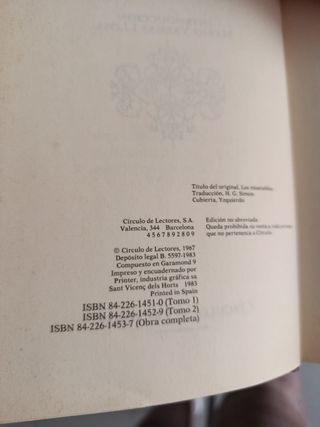 Título del original, Les misérables,
Traducción, N. G. Simon
Cubierta, Yzquierdo
Círculo de Lectores, S.A.
Valencia, 344 Barcelona
4 5 6 7 8 9 2 8 0 9
Edición no abreviada
Queda prohibida su venta a
que no pertenezca a Círculo
© Círculo de Lectores, 1967
Depósito legal B. 5597-1983
Compuesto en Garamond 9
Impreso y encuadernado por
Printer, industria gráfica sa
Sant Vicenç dels Horts 1983
Printed in Spain
ISBN 84-226-1451-0 (Tomo 1)
ISBN 84-226-1452-9 (Tomo 2)
ISBN 84-226-1453-7 (Obra completa)